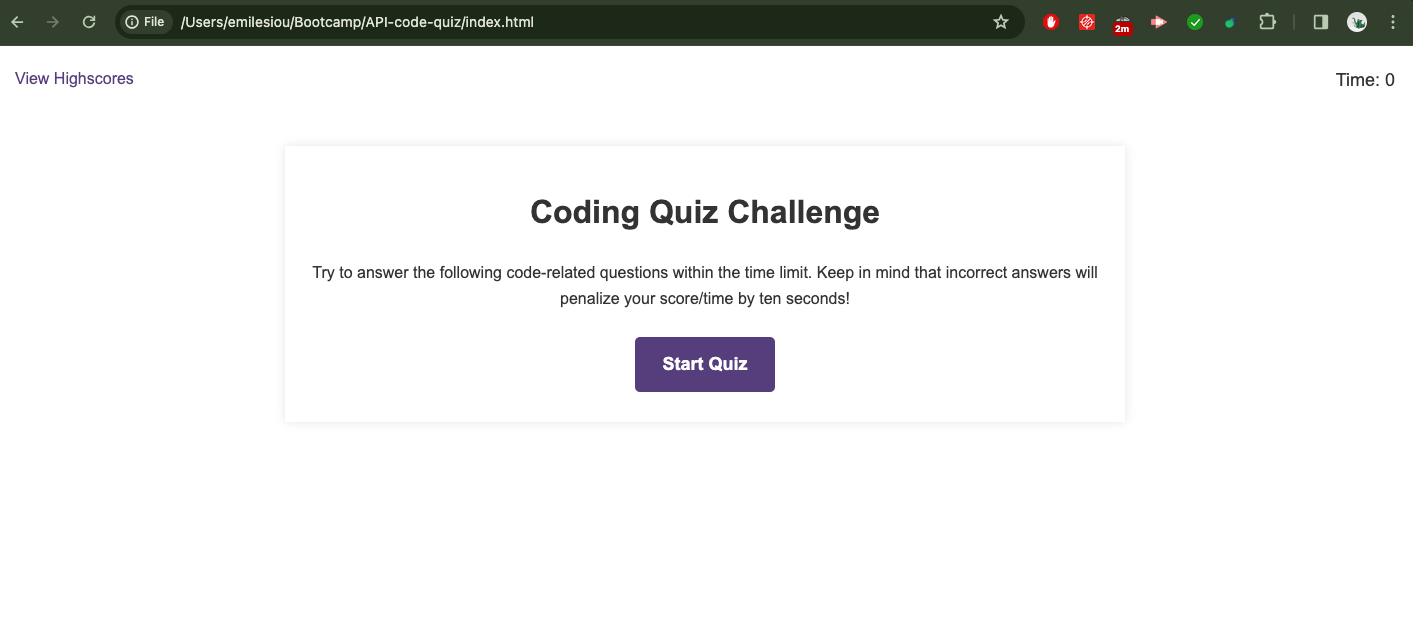 File /Users/emilesiou/Bootcamp/API-code-quiz/index.html
2m
View Highscores
Time: 0
Coding Quiz Challenge
Try to answer the following code-related questions within the time limit. Keep in mind that incorrect answers will
penalize your score/time by ten seconds!
Start Quiz